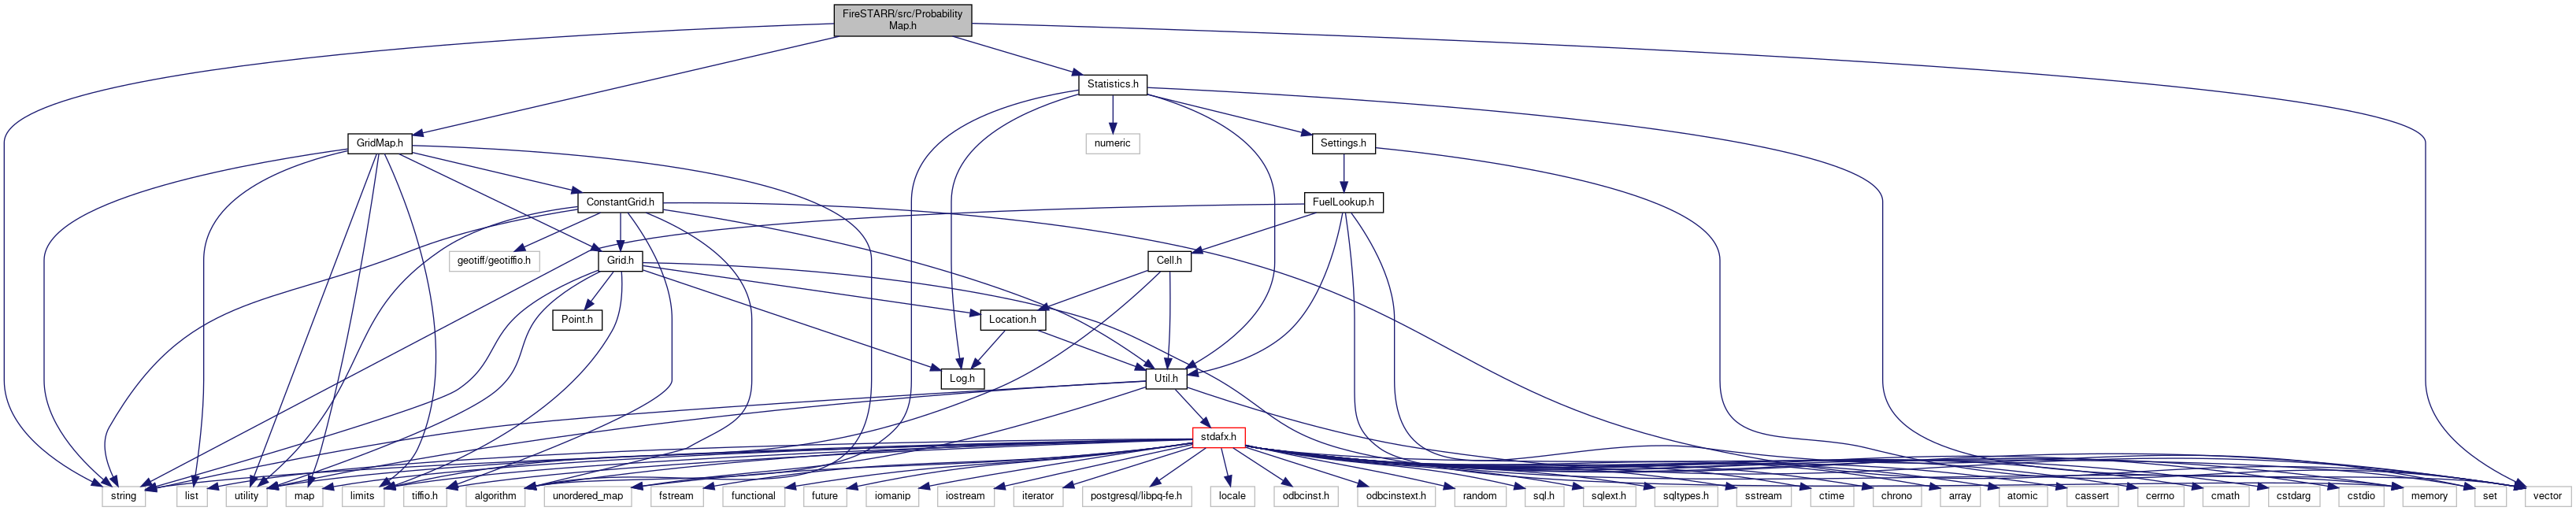 FireSTARR/src/Probability
Map.h
Statistics.h
GridMap.h
numeric
Settings.h
ConstantGrid.h
FuelLookup.h
geotiff/geotiffio.h
Grid.h
Cell.h
Point.h
Location.h
Log.h
Util.h
stdafx.h
string
list
utility
map
limits
tiffio.h
algorithm
unordered_map
fstream
functional
future
iomanip
iostream
iterator
postgresql/libpq-fe.h
locale
odbcinst.h
odbcinstext.h
random
sql.h
sqlext.h
sqltypes.h
sstream
ctime
chrono
array
atomic
cassert
cerrno
cmath
cstdarg
cstdio
memory
set
vector